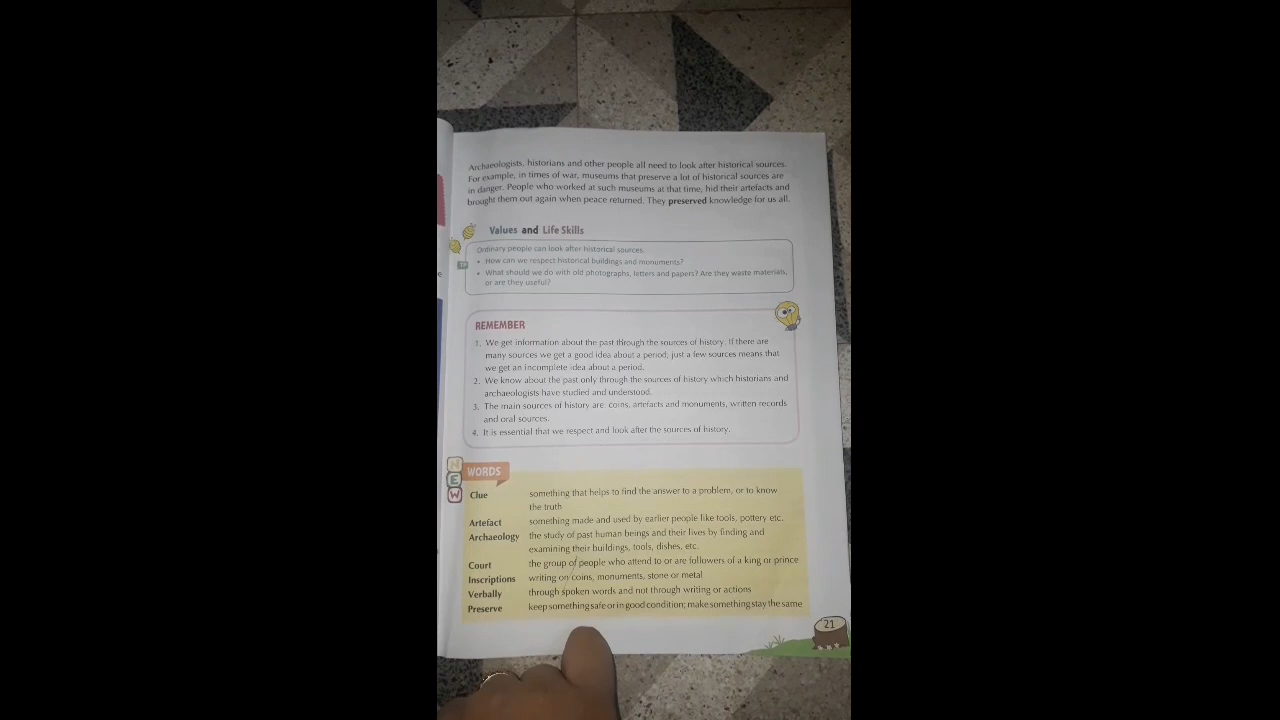 Archaeologists, historians and other people all need to look after historical sources.
For example, in times of war, museums that preserve a lot of historical sources are
in danger. People who worked at such museums at that time, hid their artefacts and
brought them out again when peace returned. They preserved knowledge for us all.
Values and Life Skills
Ordinary people can look after historical sources.
• How can we respect historical buildings and monuments?
• What should we do with old photographs, letters and papers? Are they waste materials,
or are they useful?
REMEMBER
1. We get information about the past through the sources of history. If there are
many sources we get a good idea about a period; just a few sources means that
we get an incomplete idea about a period.
2. We know about the past only through the sources of history which historians and
archaeologists have studied and understood.
3. The main sources of history are: coins, artefacts and monuments, written records
and oral sources.
4. It is essential that we respect and look after the sources of history.
NEW WORDS
Clue something that helps to find the answer to a problem, or to know
the truth
Artefact something made and used by earlier people like tools, pottery etc.
Archaeology the study of past human beings and their lives by finding and
examining their buildings, tools, dishes, etc.
Court the group of people who attend to or are followers of a king or prince
Inscriptions writing on coins, monuments, stone or metal
Verbally through spoken words and not through writing or actions
Preserve keep something safe or in good condition; make something stay the same
21